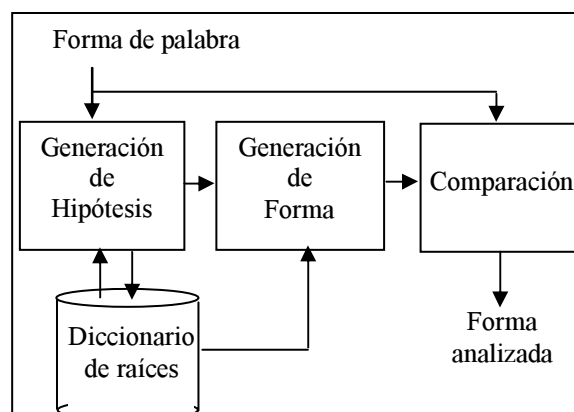 Forma de palabra
Generación
de
Hipótesis
Generación
de
Forma
Comparación
Diccionario
de raíces
Forma
analizada